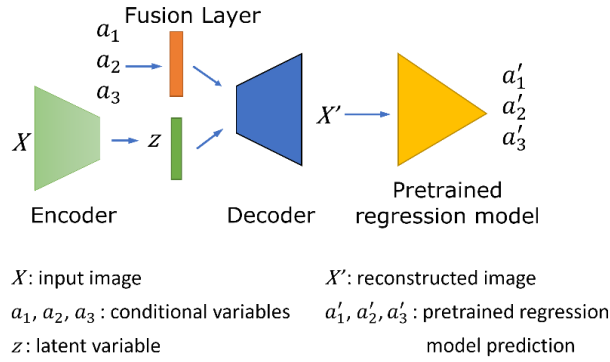 Fusion Layer
a₁
a₂
a₃
X
z
X'
a′₁
a′₂
a′₃
Encoder
Decoder
Pretrained
regression model
X: input image
a₁, a₂, a₃ : conditional variables
z: latent variable
X': reconstructed image
a′₁, a′₂, a′₃ : pretrained regression
model prediction